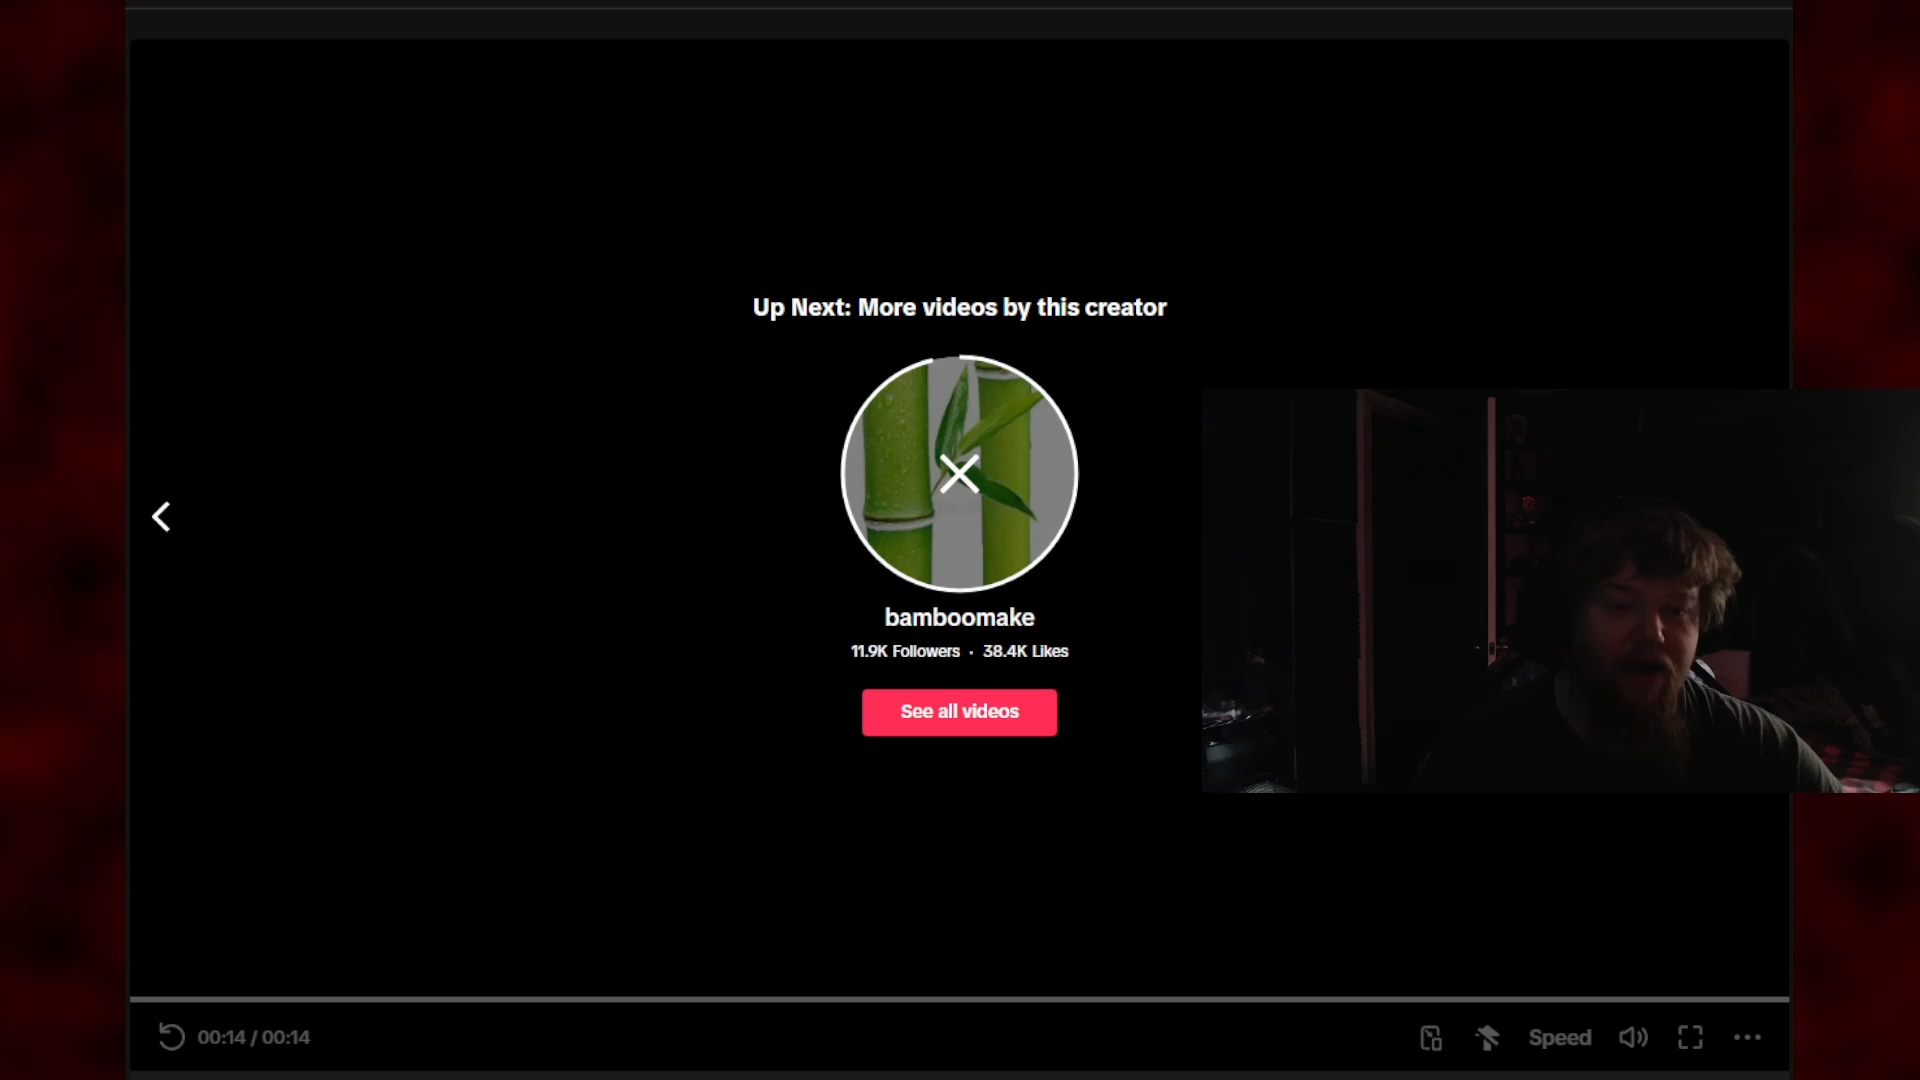 Up Next: More videos by this creator
bamboomake
11.9K Followers · 38.4K Likes
See all videos
00:14 / 00:14
Speed